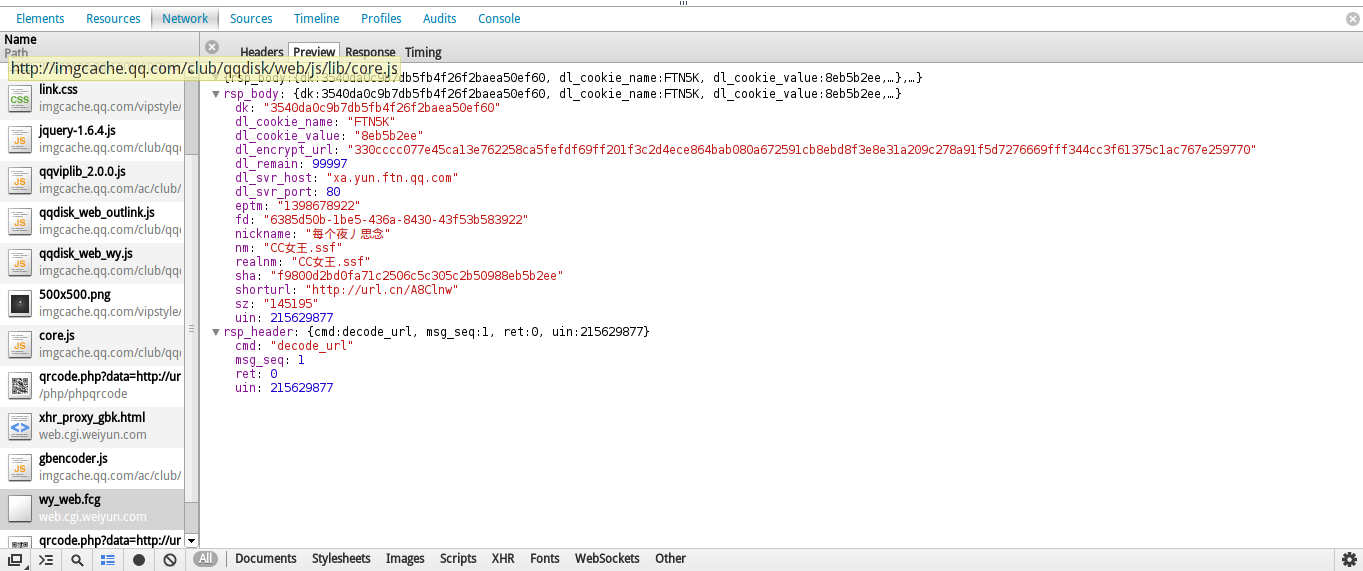 Elements Resources Network Sources Timeline Profiles Audits Console
Name
Path
Headers Preview Response Timing
http://imgcache.qq.com/club/qqdisk/web/js/lib/core.js
link.css
imgcache.qq.com/vipstyle/
jquery-1.6.4.js
imgcache.qq.com/club/qqd
qqviplib_2.0.0.js
imgcache.qq.com/ac/club/
qqdisk_web_outlink.js
imgcache.qq.com/club/qqd
qqdisk_web_wy.js
imgcache.qq.com/club/qqd
500x500.png
imgcache.qq.com/vipstyle/
core.js
imgcache.qq.com/club/qqd
qrcode.php?data=http://ur
/php/phpqrcode
xhr_proxy_gbk.html
web.cgi.weiyun.com
gbencoder.js
imgcache.qq.com/ac/club/
wy_web.fcg
web.cgi.weiyun.com
qrcode.php?data=http://ur
{rsp_body:{dk:3540da0c9b7db5fb4f26f2baea50ef60, dl_cookie_name:FTN5K, dl_cookie_value:8eb5b2ee,…},…}
rsp_body: {dk:3540da0c9b7db5fb4f26f2baea50ef60, dl_cookie_name:FTN5K, dl_cookie_value:8eb5b2ee,…}
dk: "3540da0c9b7db5fb4f26f2baea50ef60"
dl_cookie_name: "FTN5K"
dl_cookie_value: "8eb5b2ee"
dl_encrypt_url: "330cccc077e45ca13e762258ca5fefdf69ff201f3c2d4ece864bab080a672591cb8ebd8f3e8e31a209c278a91f5d7276669fff344cc3f61375c1ac767e259770"
dl_remain: 99997
dl_svr_host: "xa.yun.ftn.qq.com"
dl_svr_port: 80
eptm: "1398678922"
fd: "6385d50b-1be5-436a-8430-43f53b583922"
nickname: "每个夜丿思念"
nm: "CC女王.ssf"
realnm: "CC女王.ssf"
sha: "f9800d2bd0fa71c2506c5c305c2b50988eb5b2ee"
shorturl: "http://url.cn/A8Clnw"
sz: "145195"
uin: 215629877
rsp_header: {cmd:decode_url, msg_seq:1, ret:0, uin:215629877}
cmd: "decode_url"
msg_seq: 1
ret: 0
uin: 215629877
All Documents Stylesheets Images Scripts XHR Fonts WebSockets Other